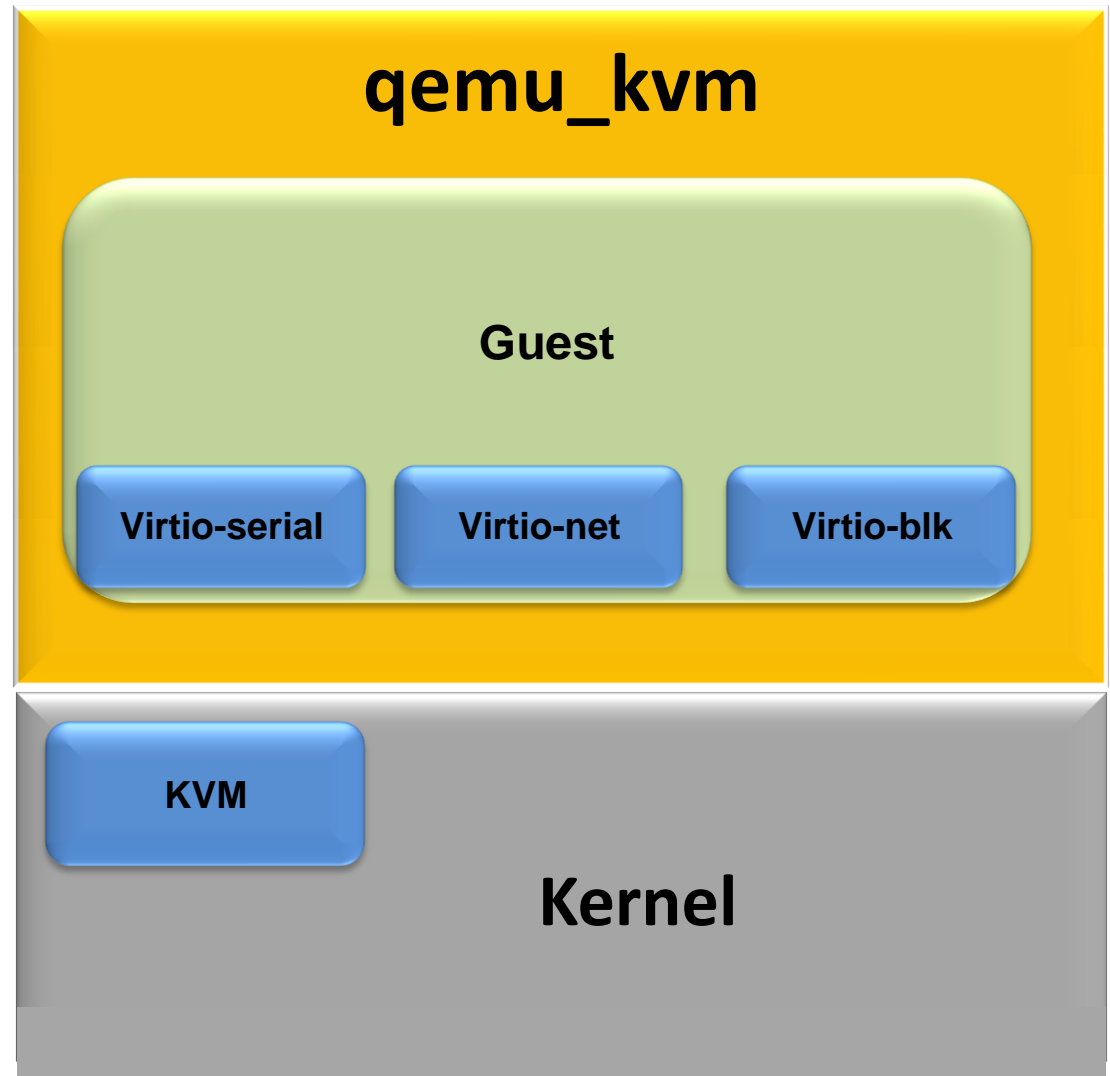 qemu_kvm
Guest
Virtio-serial
Virtio-net
Virtio-blk
KVM
Kernel